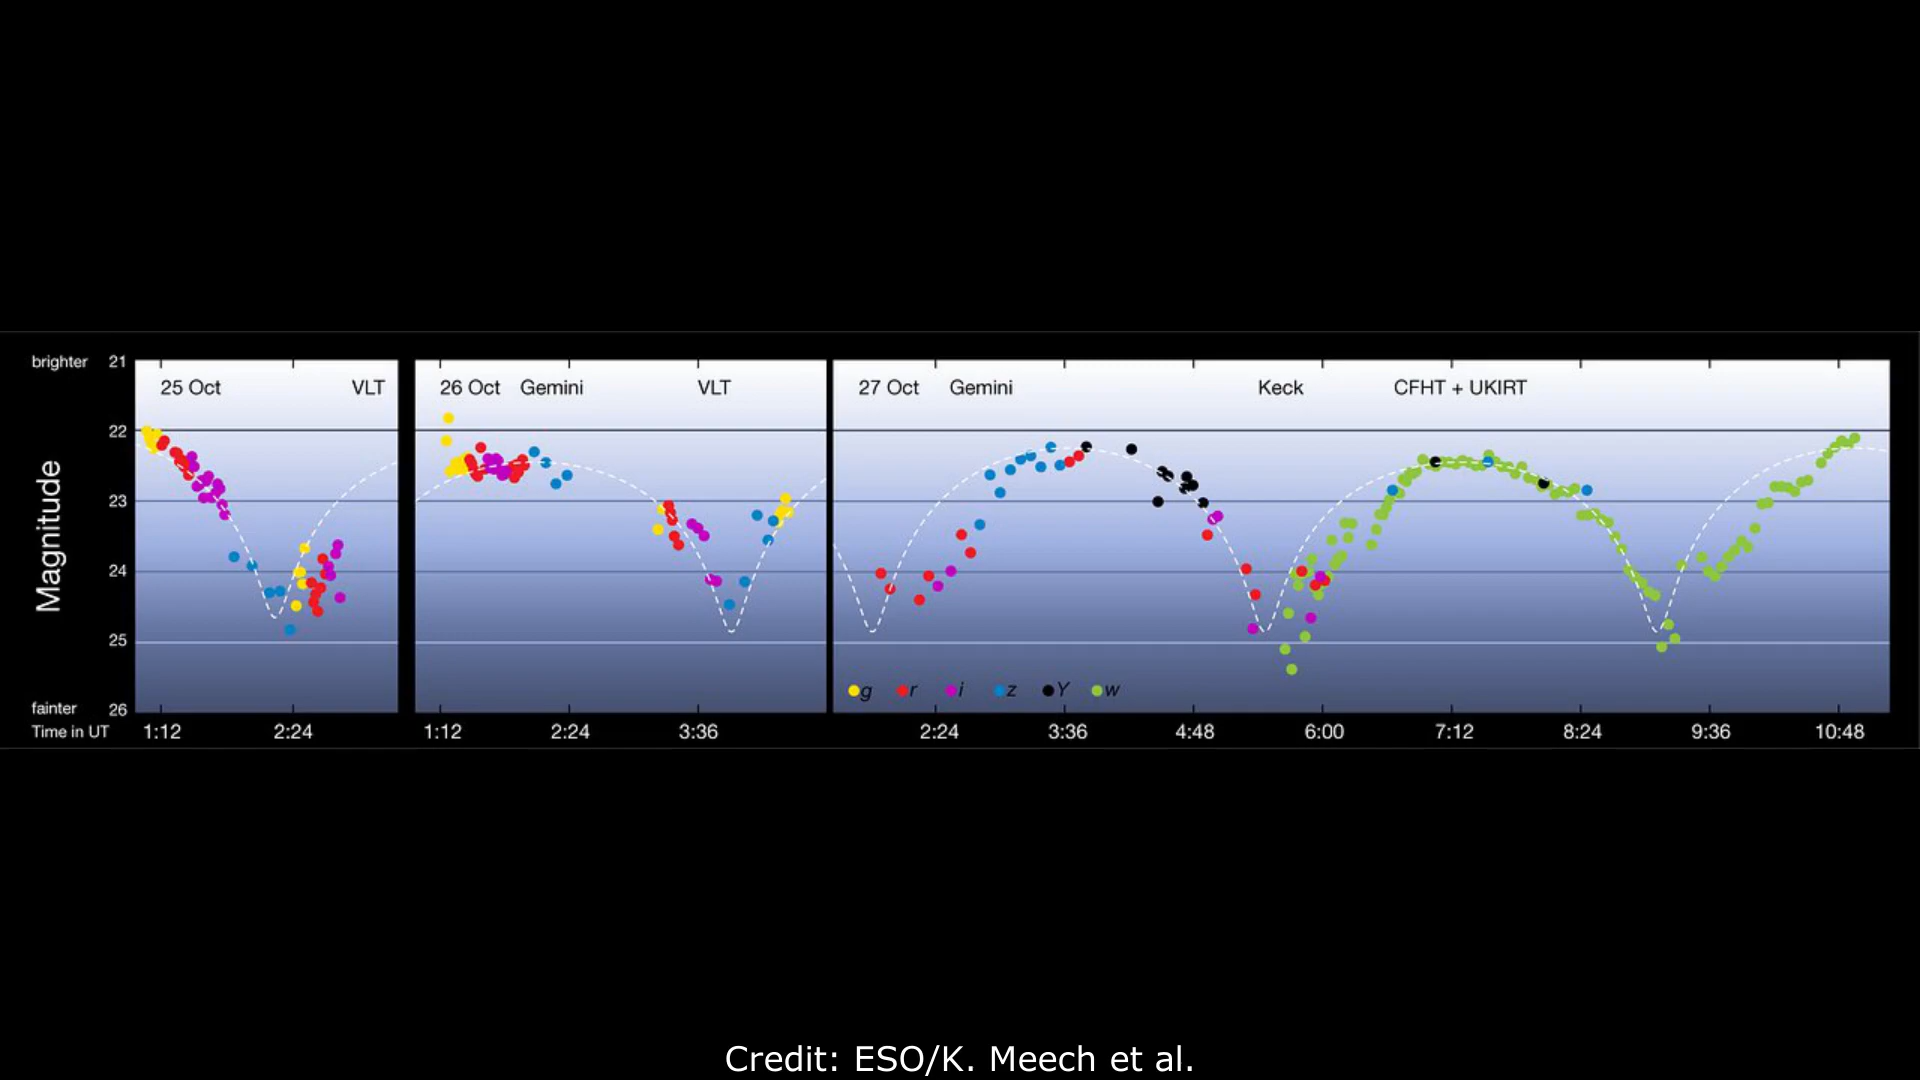 brighter 21
25 Oct VLT 26 Oct Gemini VLT 27 Oct Gemini Keck CFHT + UKIRT
22
23
Magnitude
24
25
g r i z Y w
fainter 26
Time in UT 1:12 2:24 1:12 2:24 3:36 2:24 3:36 4:48 6:00 7:12 8:24 9:36 10:48
Credit: ESO/K. Meech et al.